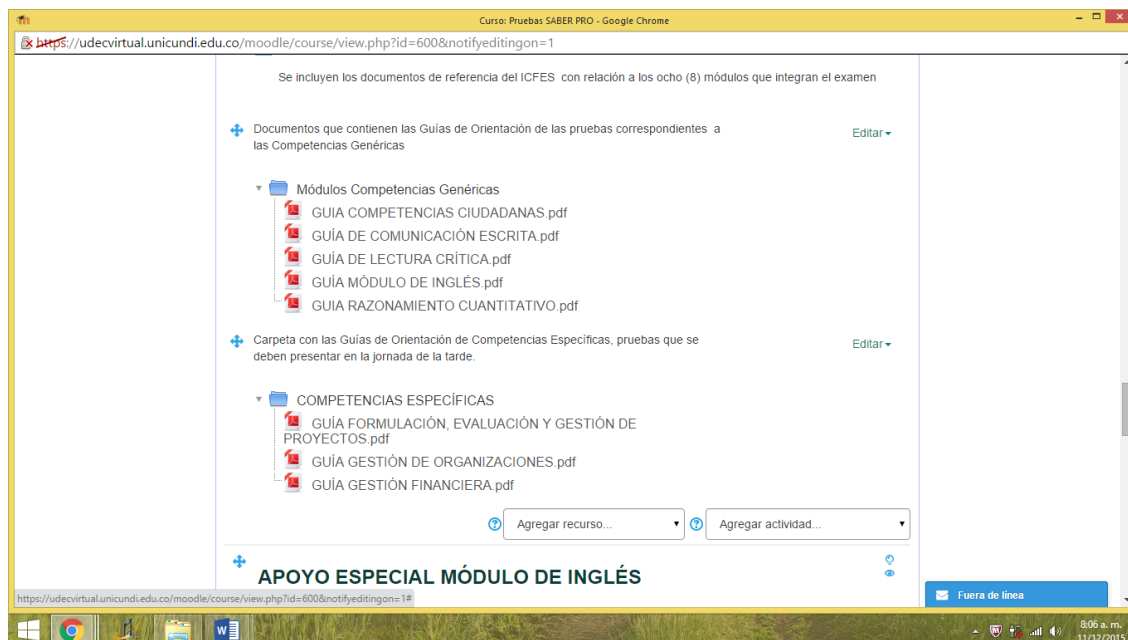 Curso: Pruebas SABER PRO - Google Chrome
https://udecvirtual.unicundi.edu.co/moodle/course/view.php?id=600&notifyeditingon=1
Se incluyen los documentos de referencia del ICFES con relación a los ocho (8) módulos que integran el examen
Documentos que contienen las Guías de Orientación de las pruebas correspondientes a
las Competencias Genéricas
Editar
Módulos Competencias Genéricas
GUIA COMPETENCIAS CIUDADANAS.pdf
GUÍA DE COMUNICACIÓN ESCRITA.pdf
GUÍA DE LECTURA CRÍTICA.pdf
GUÍA MÓDULO DE INGLÉS.pdf
GUIA RAZONAMIENTO CUANTITATIVO.pdf
Carpeta con las Guías de Orientación de Competencias Específicas, pruebas que se
deben presentar en la jornada de la tarde.
Editar
COMPETENCIAS ESPECÍFICAS
GUÍA FORMULACIÓN, EVALUACIÓN Y GESTIÓN DE
PROYECTOS.pdf
GUÍA GESTIÓN DE ORGANIZACIONES.pdf
GUÍA GESTIÓN FINANCIERA.pdf
Agregar recurso...
Agregar actividad...
APOYO ESPECIAL MÓDULO DE INGLÉS
https://udecvirtual.unicundi.edu.co/moodle/course/view.php?id=600&notifyeditingon=1#
Fuera de línea
8:06 a. m.
11/12/2015